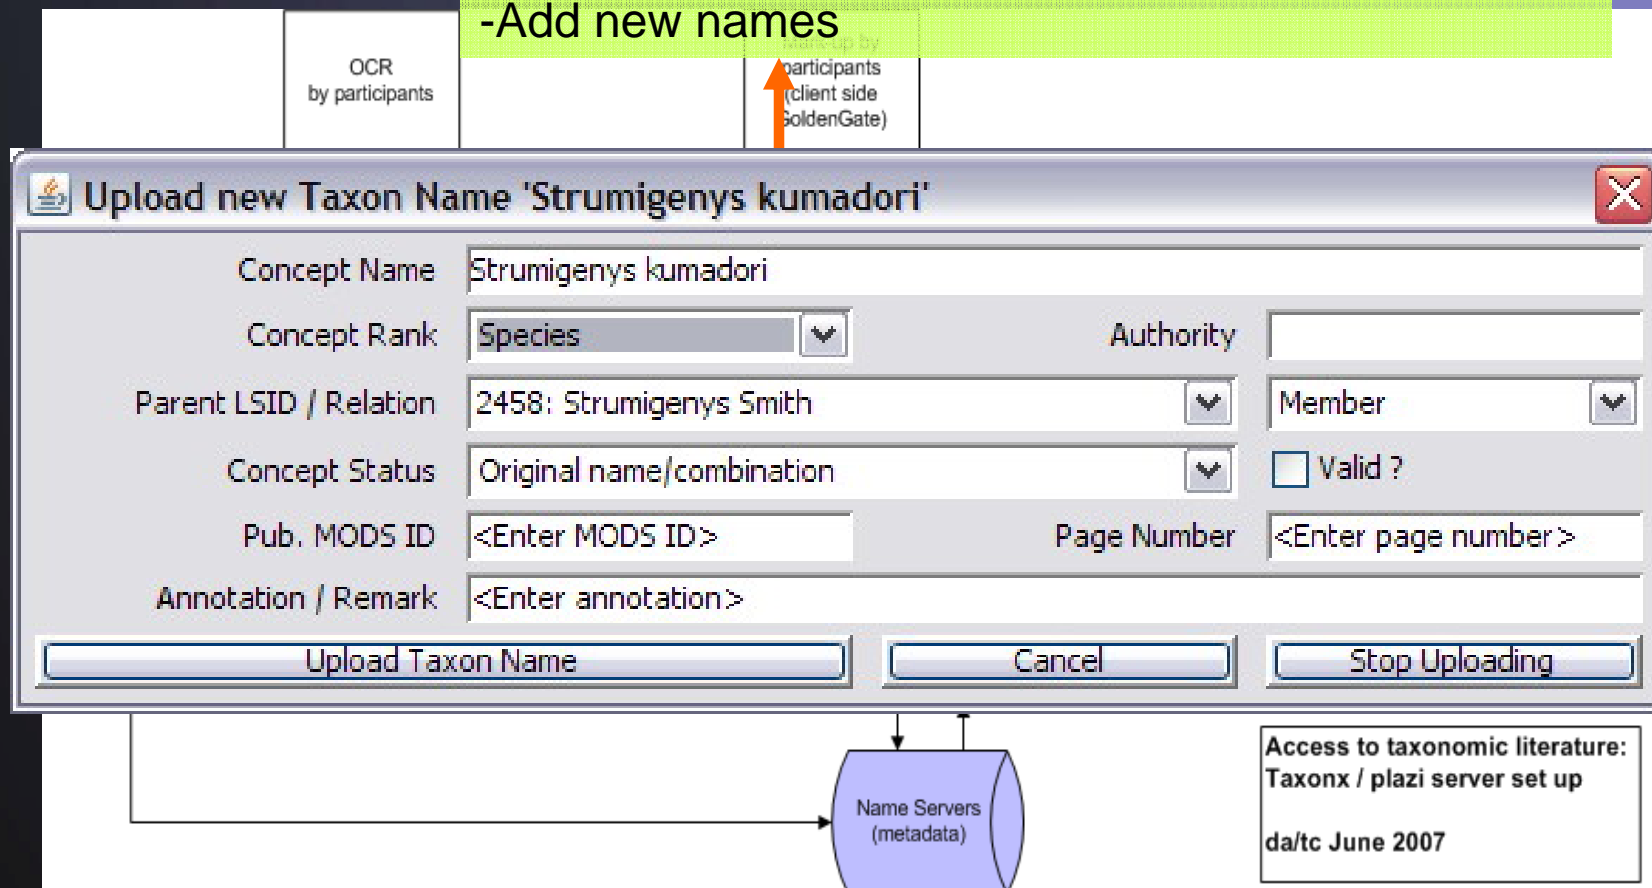 -Add new names
OCR
by participants
Mark-up by
participants
(client side
GoldenGate)
Upload new Taxon Name 'Strumigenys kumadori'
Concept Name Strumigenys kumadori
Concept Rank Species Authority
Parent LSID / Relation 2458: Strumigenys Smith Member
Concept Status Original name/combination Valid ?
Pub. MODS ID <Enter MODS ID> Page Number <Enter page number>
Annotation / Remark <Enter annotation>
Upload Taxon Name Cancel Stop Uploading
Name Servers
(metadata)
Access to taxonomic literature:
Taxonx / plazi server set up
da/tc June 2007